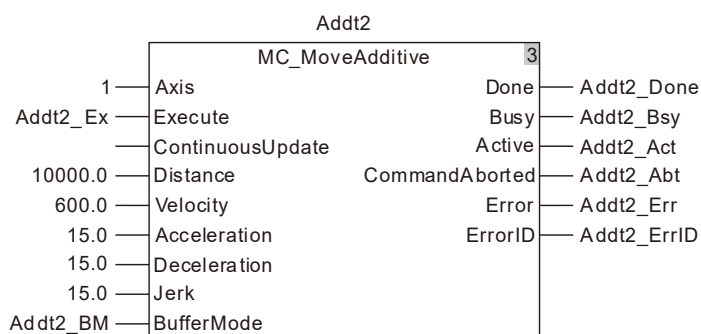 Addt2
MC_MoveAdditive 3
1 Axis Done Addt2_Done
Addt2_Ex Execute Busy Addt2_Bsy
ContinuousUpdate Active Addt2_Act
10000.0 Distance CommandAborted Addt2_Abt
600.0 Velocity Error Addt2_Err
15.0 Acceleration ErrorID Addt2_ErrID
15.0 Deceleration
15.0 Jerk
Addt2_BM BufferMode